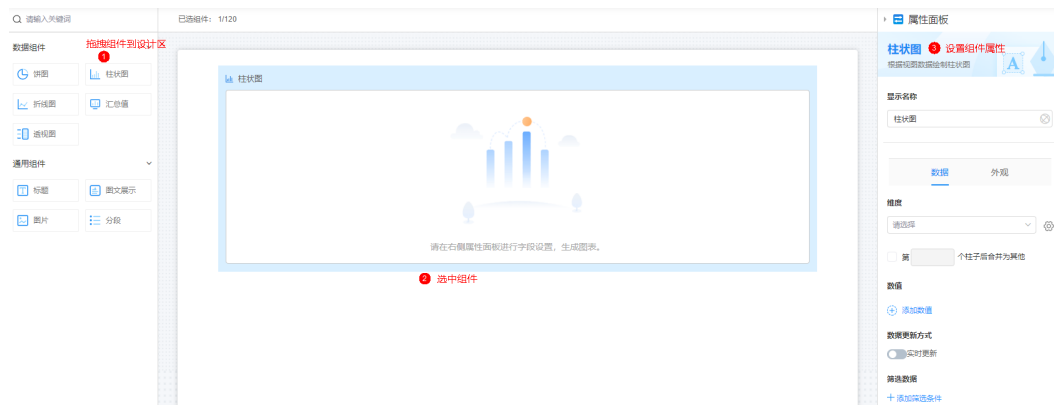 请输入关键词
数据组件
拖拽组件到设计区
1
饼图
柱状图
折线图
汇总值
透视图
通用组件
标题
图文展示
图片
分段
已选组件： 1/120
柱状图
请在右侧属性面板进行字段设置，生成图表。
2 选中组件
属性面板
柱状图
3 设置组件属性
根据视图数据绘制柱状图
A
显示名称
柱状图
数据
外观
维度
请选择
第 个柱子后合并为其他
数值
添加数值
数据更新方式
实时更新
筛选数据
+ 添加筛选条件